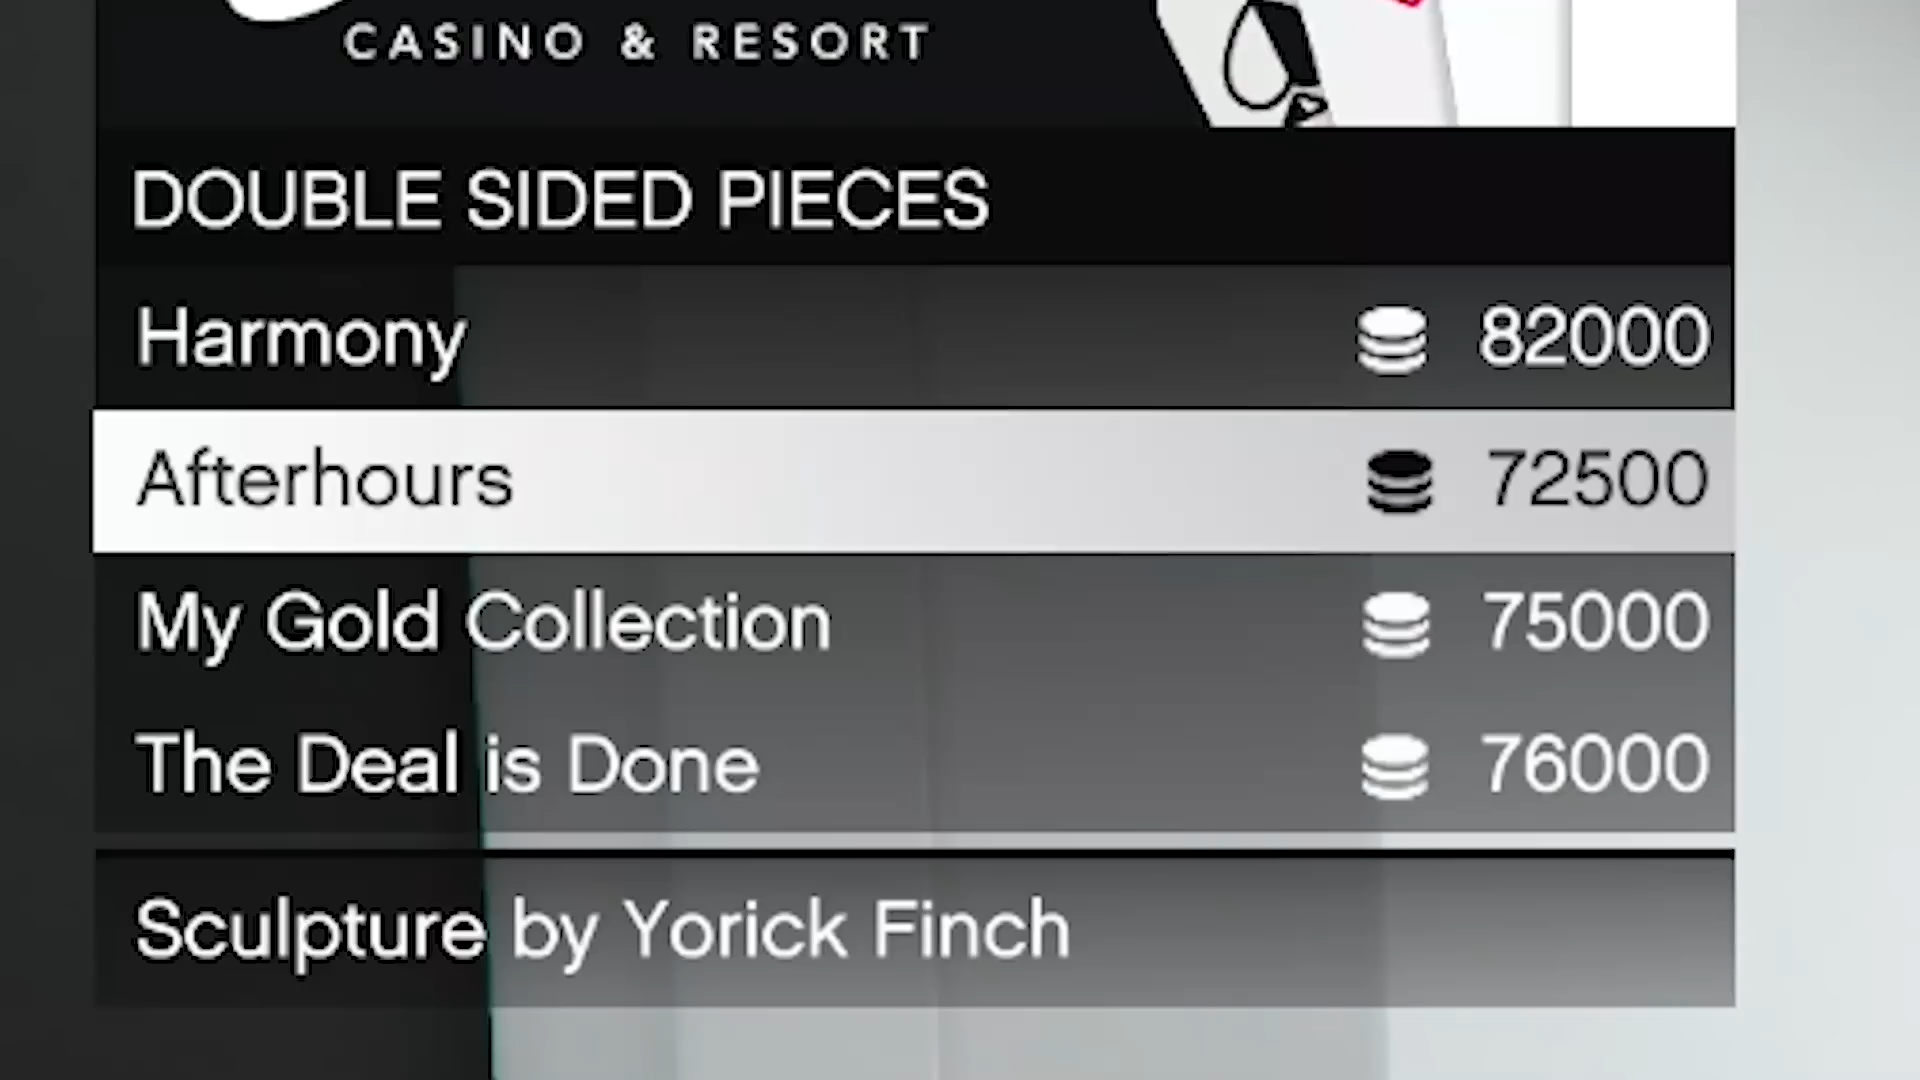 CASINO & RESORT
DOUBLE SIDED PIECES
Harmony 82000
Afterhours 72500
My Gold Collection 75000
The Deal is Done 76000
Sculpture by Yorick Finch